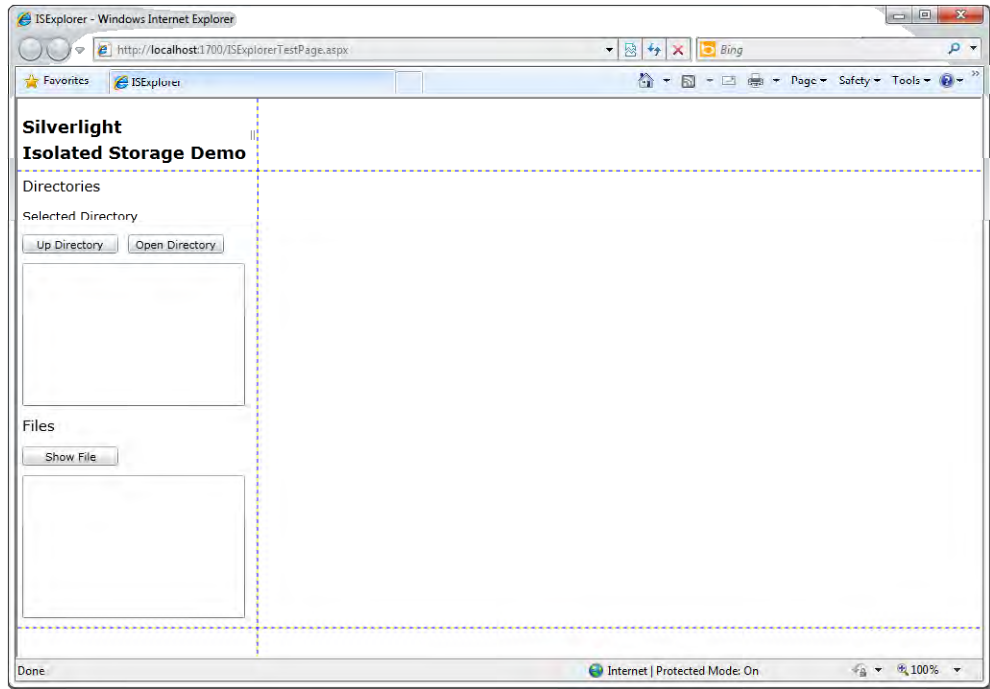 ISExplorer - Windows Internet Explorer
http://localhost:1700/ISExplorerTestPage.aspx
Bing
Favorites ISExplorer Page Safety Tools
Silverlight
Isolated Storage Demo
Directories
Selected Directory
Up Directory Open Directory
Files
Show File
Done Internet | Protected Mode: On 100%